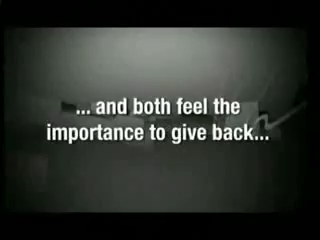 ... and both feel the
importance to give back...